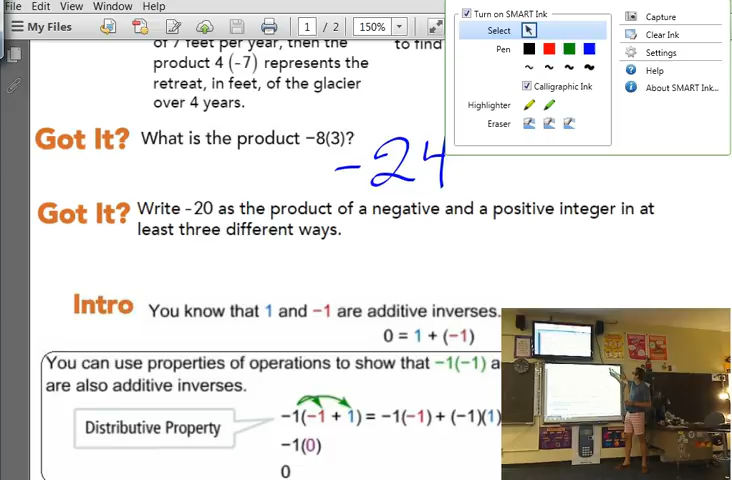 File Edit View Window Help
My Files 1 / 2 150%
Turn on SMART Ink
Select
Pen
Calligraphic Ink
Highlighter
Eraser
Capture
Clear Ink
Settings
Help
About SMART Ink...
of 7 feet per year, then the
product 4 (-7) represents the
retreat, in feet, of the glacier
over 4 years.
to find
Got It? What is the product −8(3)?
-24
Got It? Write -20 as the product of a negative and a positive integer in at
least three different ways.
Intro You know that 1 and −1 are additive inverses.
0 = 1 + (−1)
You can use properties of operations to show that −1(−1) a
are also additive inverses.
Distributive Property
−1(−1 + 1) = −1(−1) + (−1)(1)
−1(0)
0